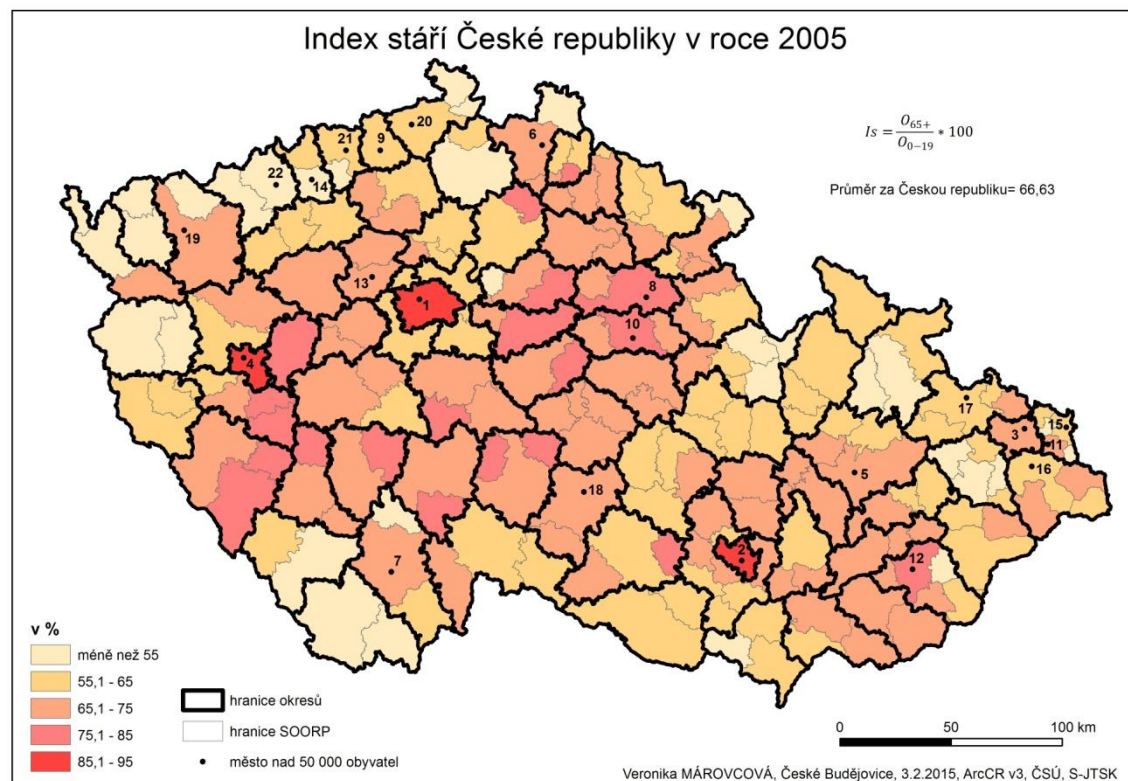 Index stáří České republiky v roce 2005
Is = O65+ / O0−19 * 100
Průměr za Českou republiku= 66,63
20
21
9
6
22
14
19
13
1
8
10
4
17
15
3
11
5
16
18
2
12
7
v %
méně než 55
55,1 - 65
65,1 - 75
75,1 - 85
85,1 - 95
hranice okresů
hranice SOORP
město nad 50 000 obyvatel
0 50 100 km
Veronika MÁROVCOVÁ, České Budějovice, 3.2.2015, ArcCR v3, ČSÚ, S-JTSK